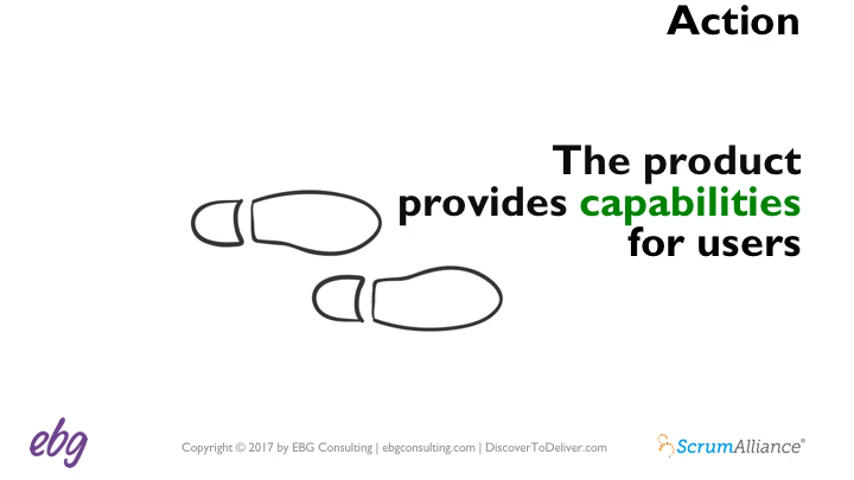 Action
The product
provides capabilities
for users
ebg
Copyright © 2017 by EBG Consulting | ebgconsulting.com | DiscoverToDeliver.com
ScrumAlliance®